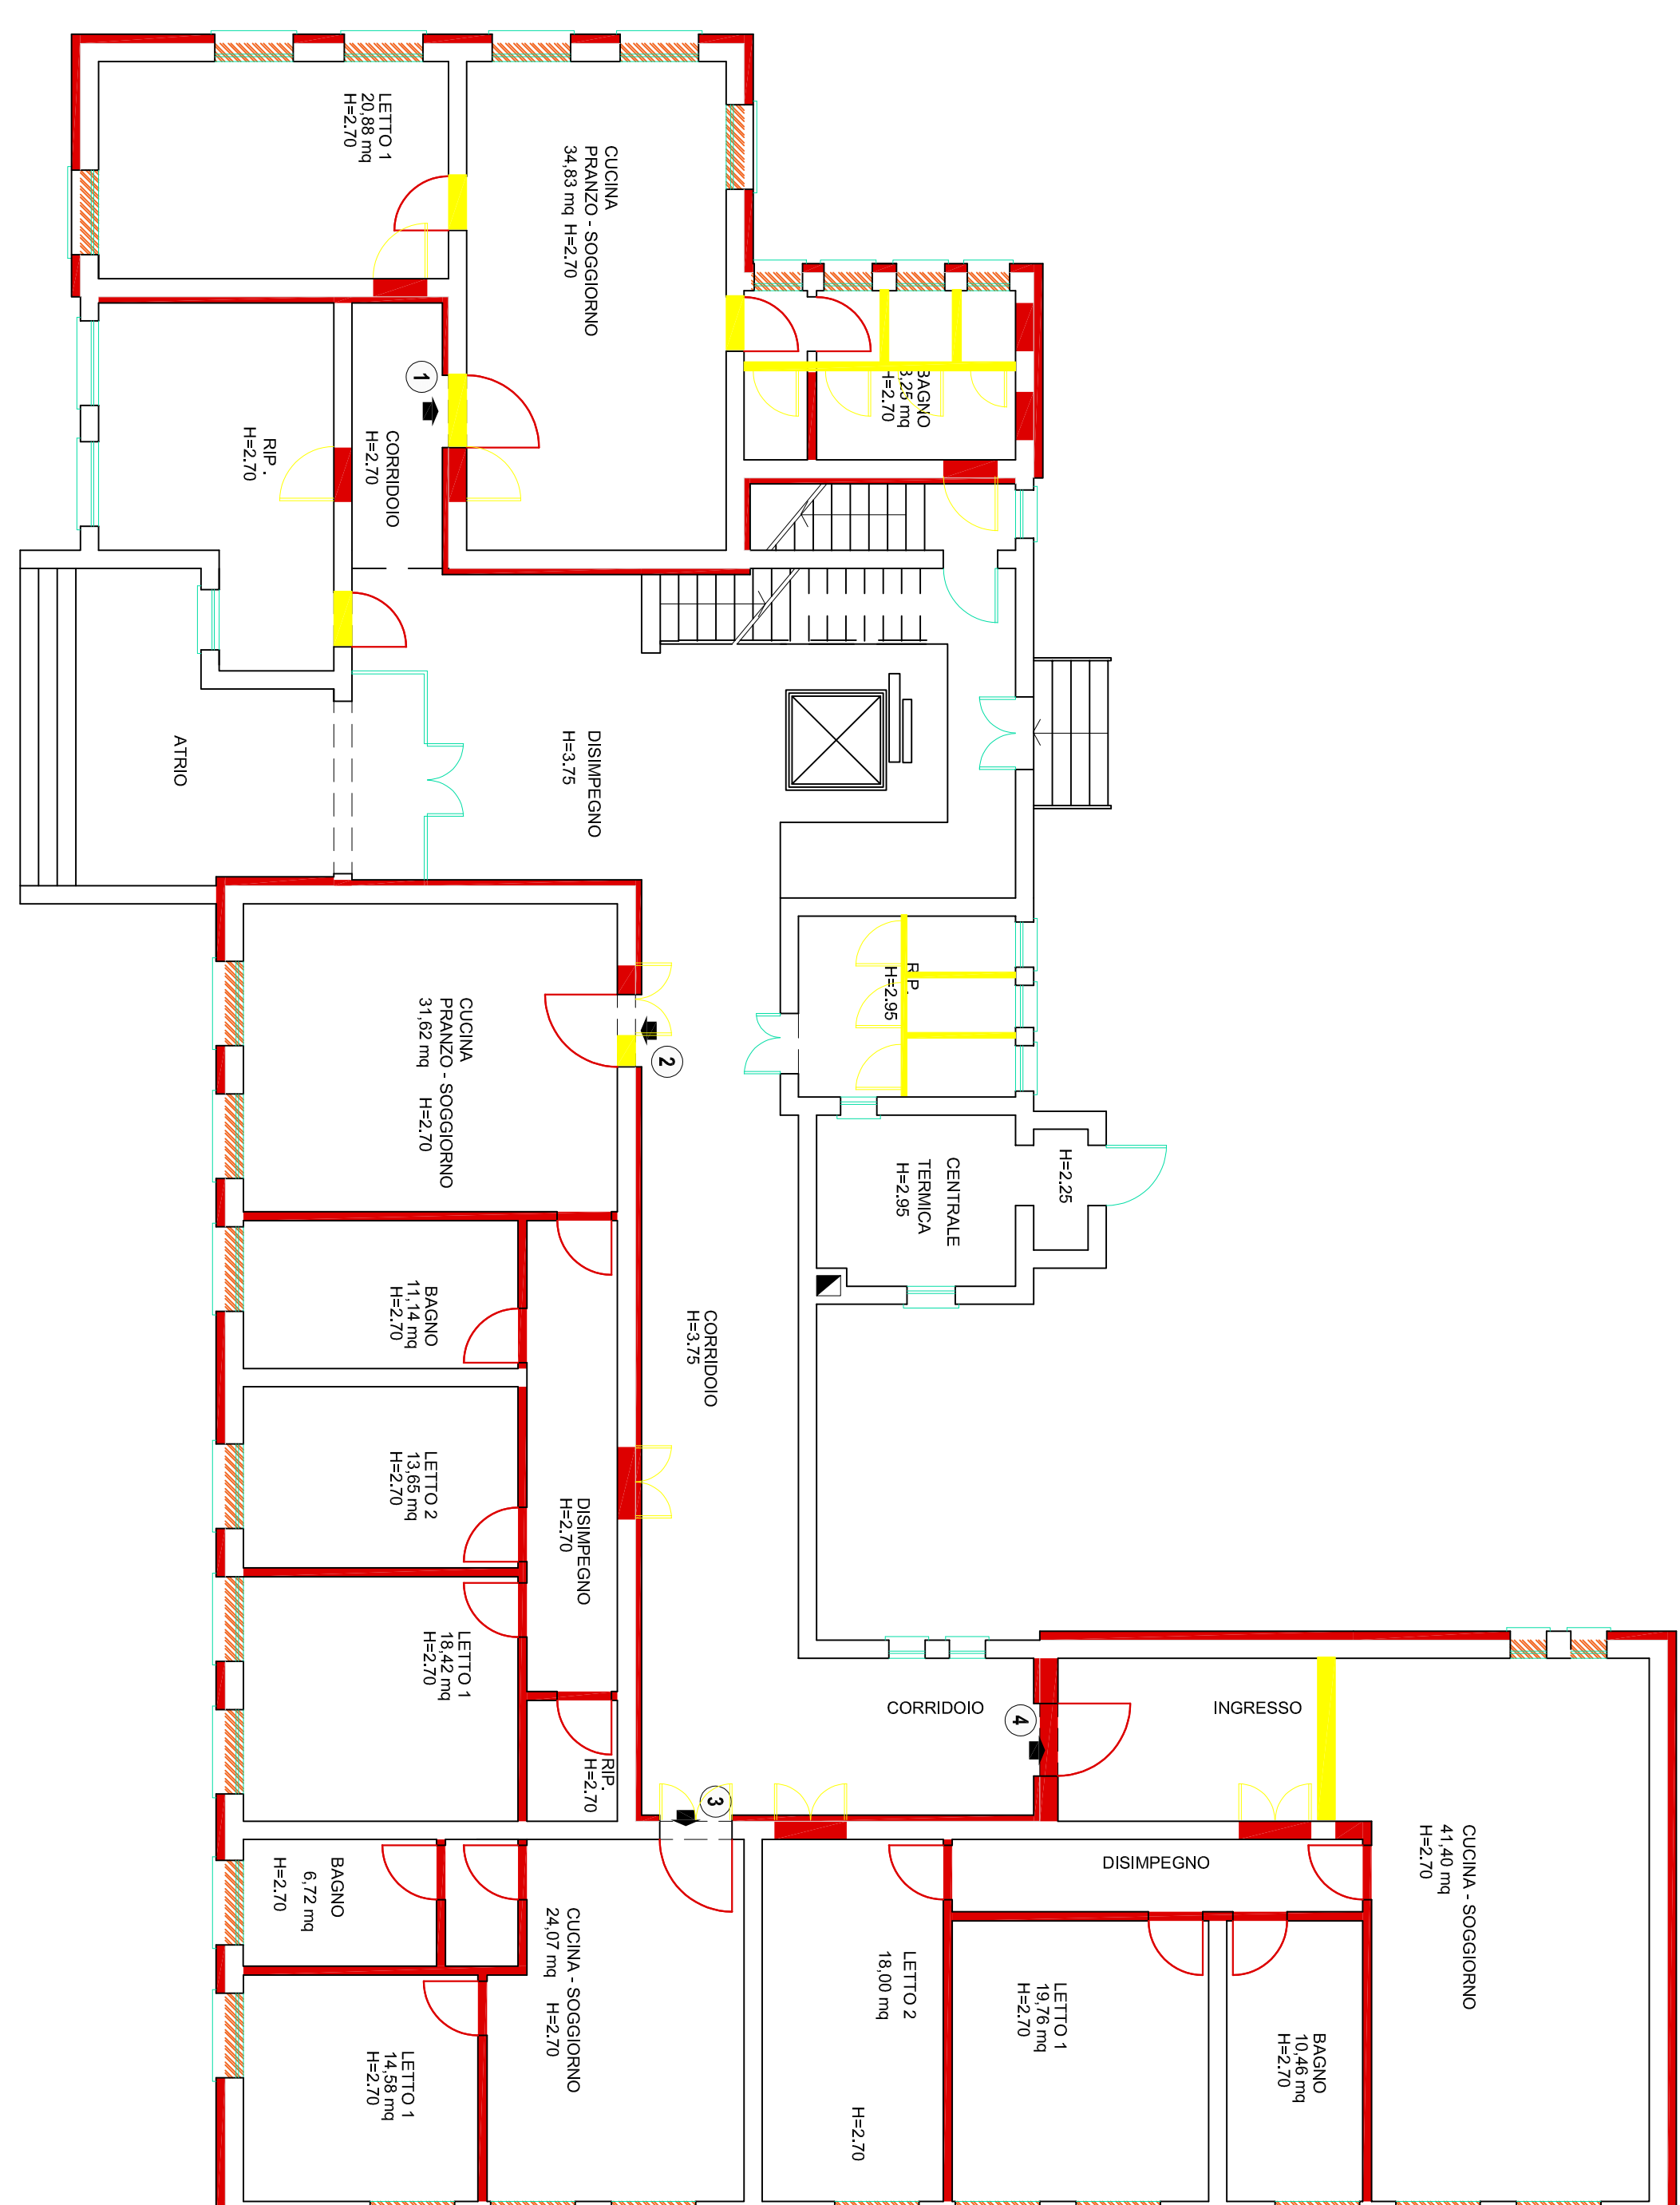 LETTO 1
20,88 mq
H=2.70
CUCINA
PRANZO - SOGGIORNO
34,83 mq H=2.70
BAGNO
H=2.70
1
CORRIDOIO
H=2.70
RIP.
H=2.70
ATRIO
DISIMPEGNO
H=3.75
RIP.
H=2.95
CUCINA
PRANZO - SOGGIORNO
31,62 mq H=2.70
2
CENTRALE
TERMICA
H=2.95
H=2.25
BAGNO
11,14 mq
H=2.70
CORRIDOIO
H=3.75
LETTO 2
13,65 mq
H=2.70
DISIMPEGNO
H=2.70
LETTO 1
18,42 mq
H=2.70
RIP.
H=2.70
CORRIDOIO
4
INGRESSO
3
BAGNO
6,72 mq
H=2.70
CUCINA - SOGGIORNO
24,07 mq H=2.70
LETTO 1
14,58 mq
H=2.70
LETTO 2
18,00 mq
H=2.70
DISIMPEGNO
LETTO 1
19,76 mq
H=2.70
BAGNO
10,46 mq
H=2.70
CUCINA - SOGGIORNO
41,40 mq
H=2.70